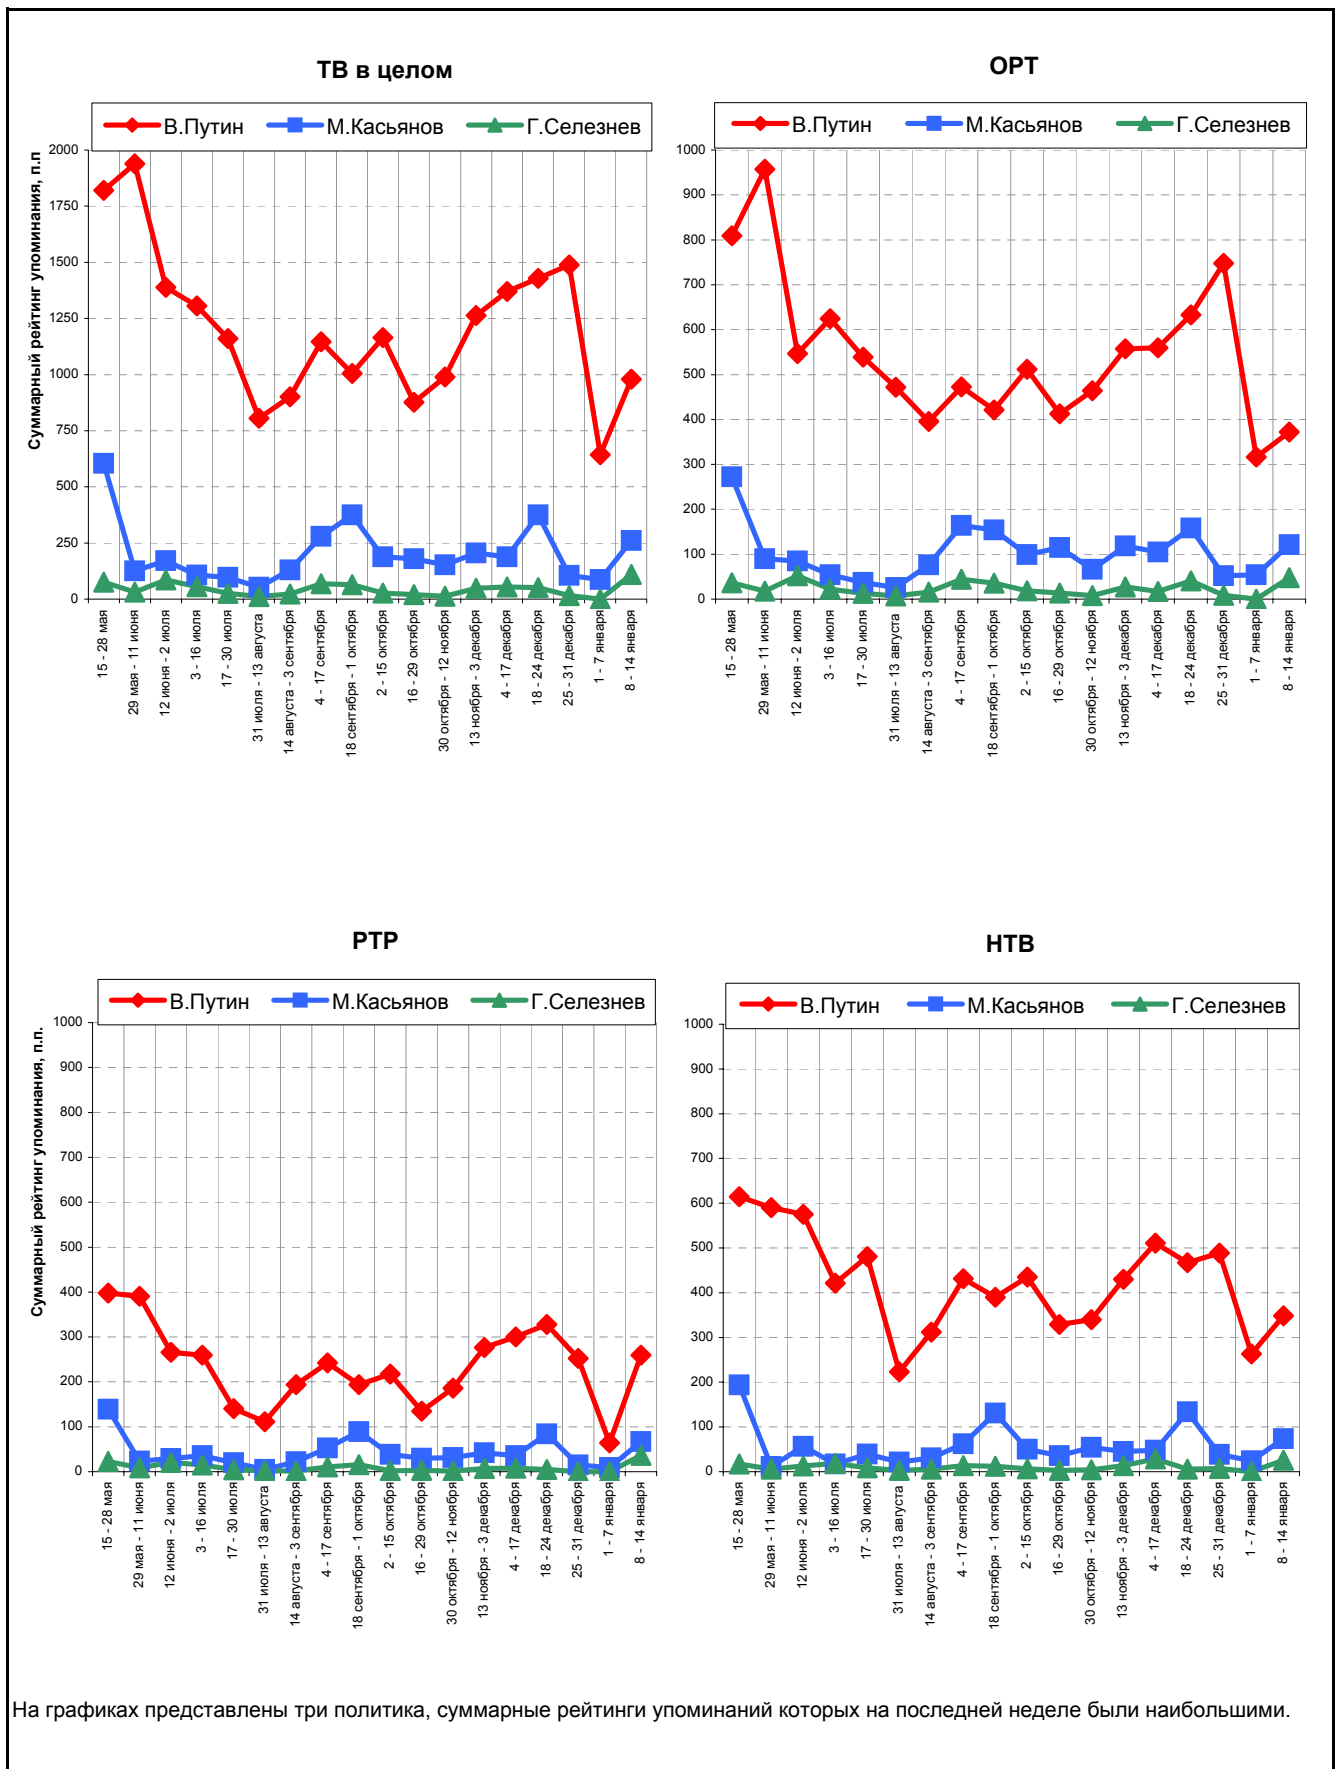 ТВ в целом
В.Путин М.Касьянов Г.Селезнев
Суммарный рейтинг упоминания, п.п
2000
1750
1500
1250
1000
750
500
250
0
15 - 28 мая
29 мая - 11 июня
12 июня - 2 июля
3 - 16 июля
17 - 30 июля
31 июля - 13 августа
14 августа - 3 сентября
4 - 17 сентября
18 сентября - 1 октября
2 - 15 октября
16 - 29 октября
30 октября - 12 ноября
13 ноября - 3 декабря
4 - 17 декабря
18 - 24 декабря
25 - 31 декабря
1 - 7 января
8 - 14 января
ОРТ
В.Путин М.Касьянов Г.Селезнев
1000
900
800
700
600
500
400
300
200
100
0
15 - 28 мая
29 мая - 11 июня
12 июня - 2 июля
3 - 16 июля
17 - 30 июля
31 июля - 13 августа
14 августа - 3 сентября
4 - 17 сентября
18 сентября - 1 октября
2 - 15 октября
16 - 29 октября
30 октября - 12 ноября
13 ноября - 3 декабря
4 - 17 декабря
18 - 24 декабря
25 - 31 декабря
1 - 7 января
8 - 14 января
РТР
В.Путин М.Касьянов Г.Селезнев
Суммарный рейтинг упоминания, п.п.
1000
900
800
700
600
500
400
300
200
100
0
15 - 28 мая
29 мая - 11 июня
12 июня - 2 июля
3 - 16 июля
17 - 30 июля
31 июля - 13 августа
14 августа - 3 сентября
4 - 17 сентября
18 сентября - 1 октября
2 - 15 октября
16 - 29 октября
30 октября - 12 ноября
13 ноября - 3 декабря
4 - 17 декабря
18 - 24 декабря
25 - 31 декабря
1 - 7 января
8 - 14 января
НТВ
В.Путин М.Касьянов Г.Селезнев
1000
900
800
700
600
500
400
300
200
100
0
15 - 28 мая
29 мая - 11 июня
12 июня - 2 июля
3 - 16 июля
17 - 30 июля
31 июля - 13 августа
14 августа - 3 сентября
4 - 17 сентября
18 сентября - 1 октября
2 - 15 октября
16 - 29 октября
30 октября - 12 ноября
13 ноября - 3 декабря
4 - 17 декабря
18 - 24 декабря
25 - 31 декабря
1 - 7 января
8 - 14 января
На графиках представлены три политика, суммарные рейтинги упоминаний которых на последней неделе были наибольшими.